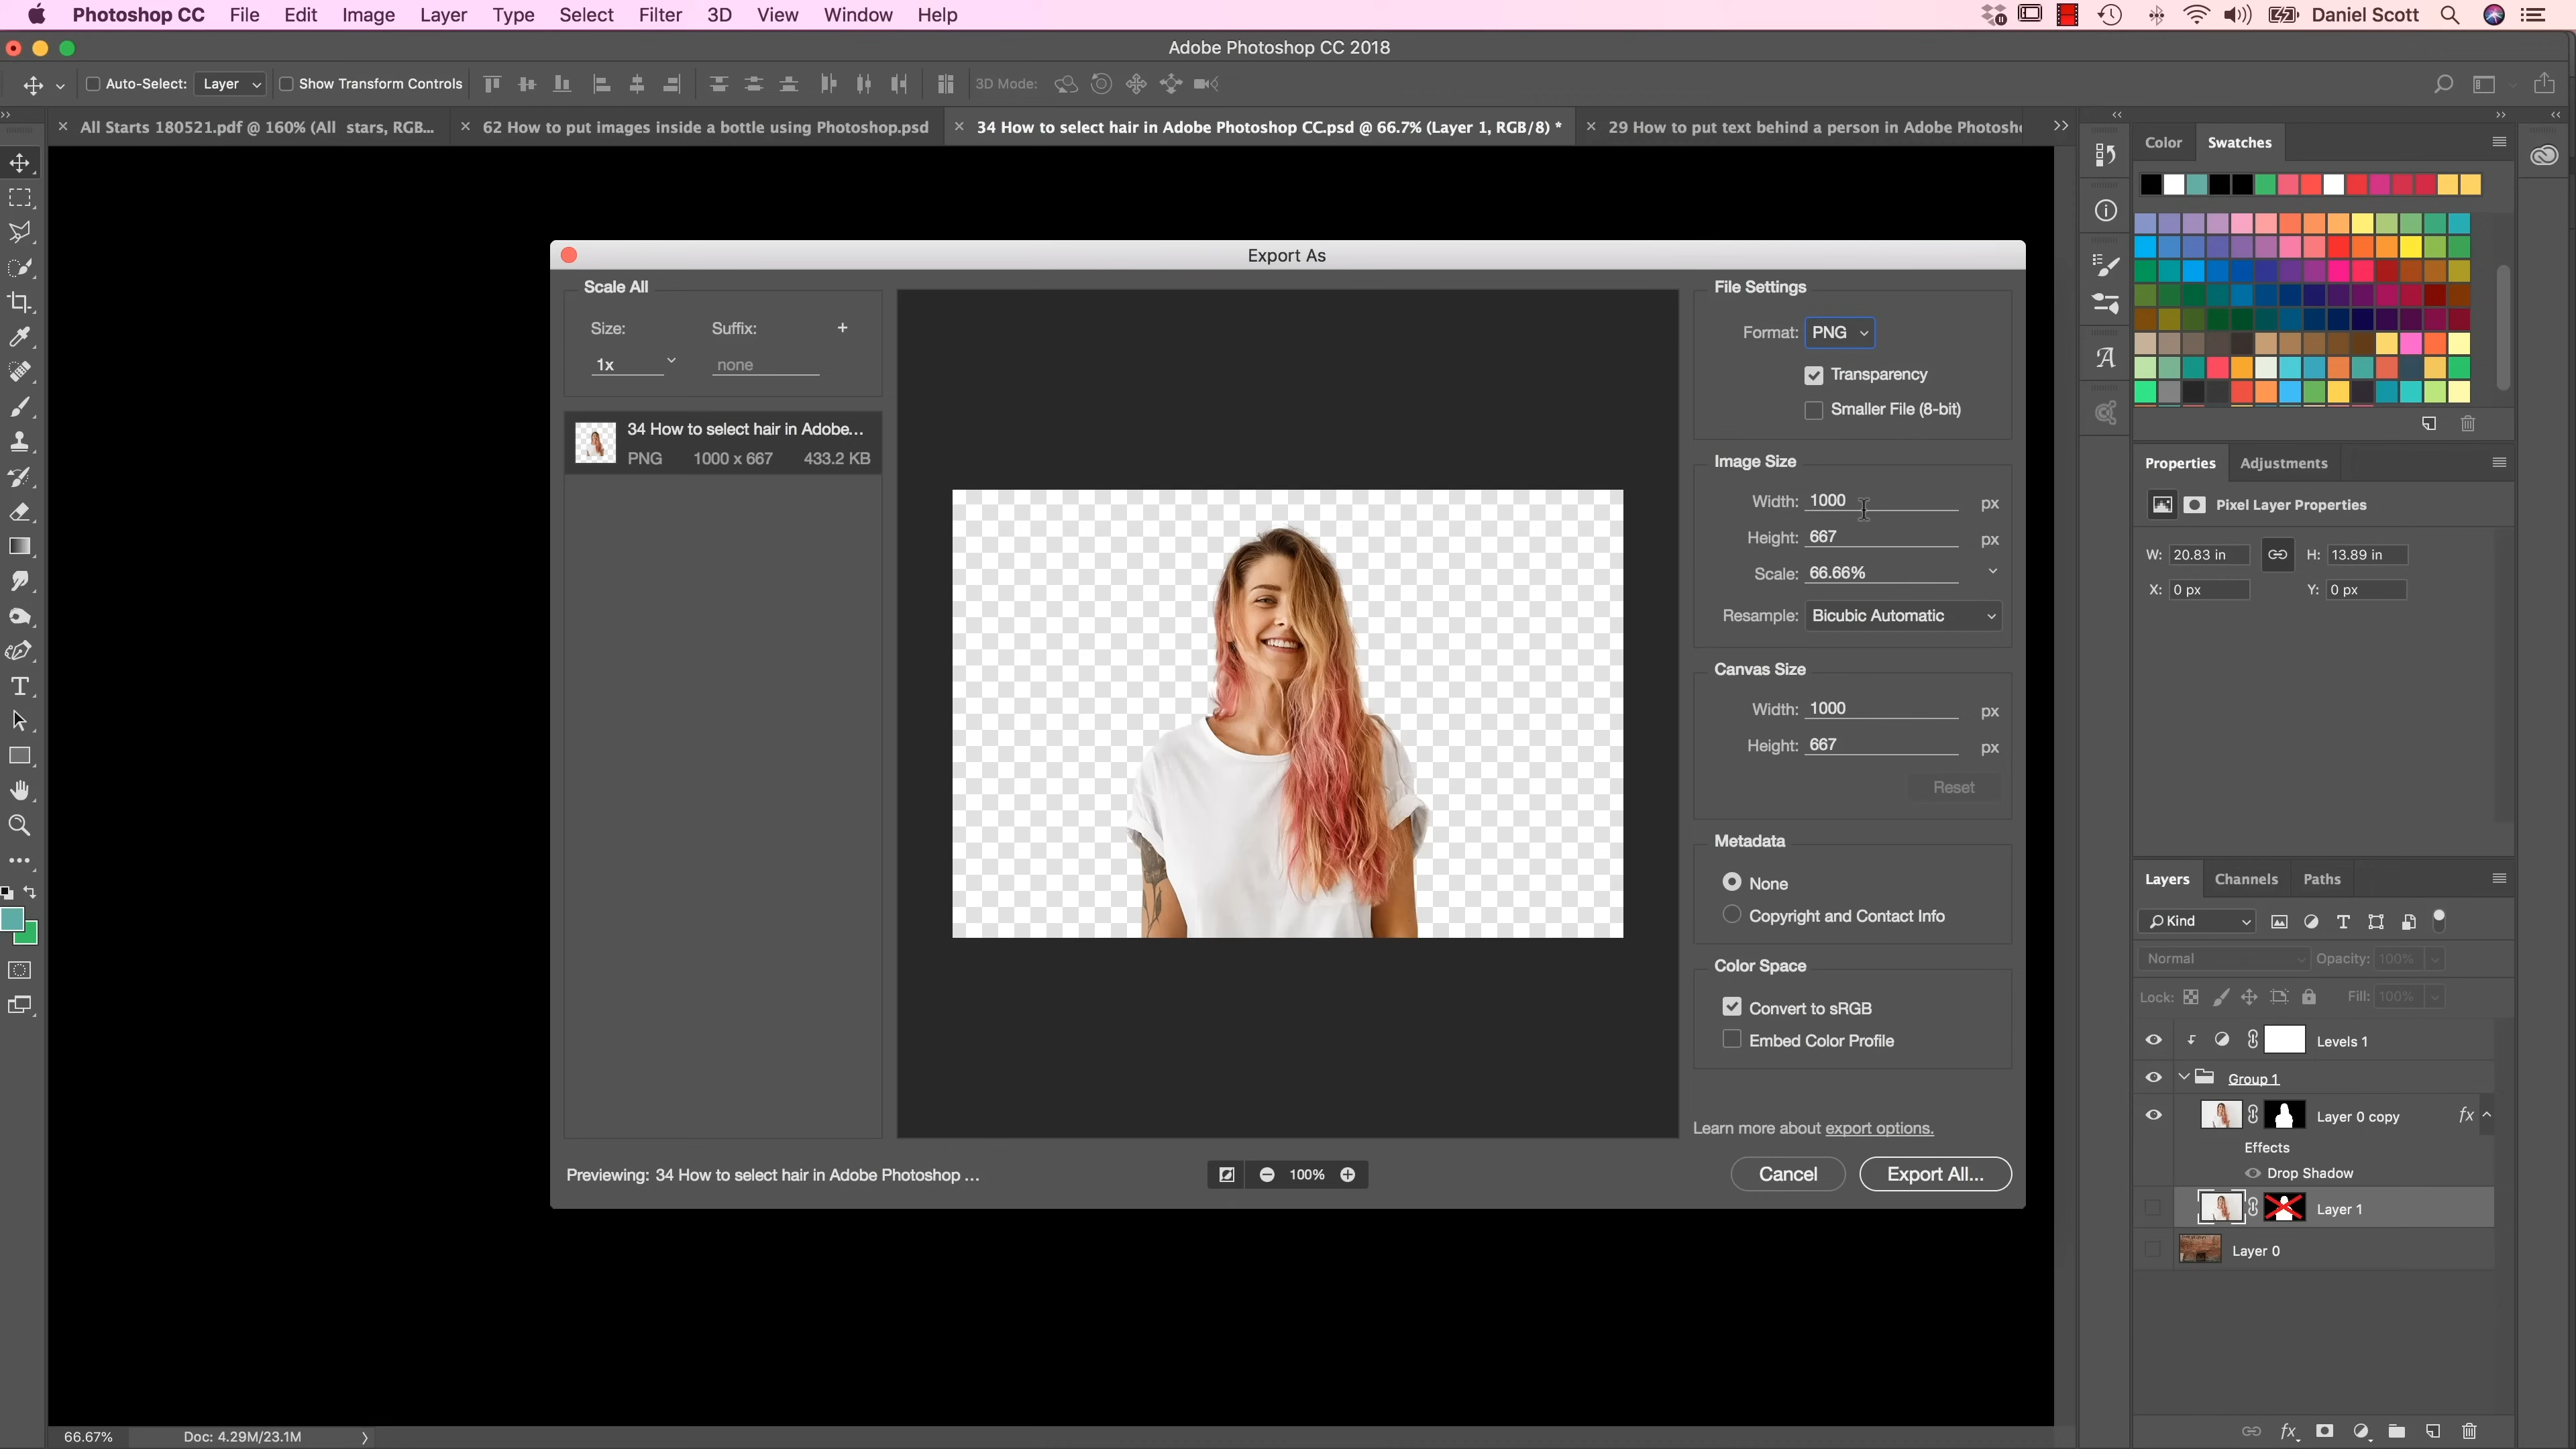 Photoshop CC File Edit Image Layer Type Select Filter 3D View Window Help Daniel Scott
Adobe Photoshop CC 2018
Auto-Select: Layer Show Transform Controls 3D Mode:
All Starts 180521.pdf @ 160% (All stars, RGB... 62 How to put images inside a bottle using Photoshop.psd 34 How to select hair in Adobe Photoshop CC.psd @ 66.7% (Layer 1, RGB/8) * 29 How to put text behind a person in Adobe Photosh
Color Swatches
Export As
Scale All
Size: Suffix: +
1x none
34 How to select hair in Adobe...
PNG 1000 x 667 433.2 KB
File Settings
Format: PNG
Transparency
Smaller File (8-bit)
Image Size
Width: 1000 px
Height: 667 px
Scale: 66.66%
Resample: Bicubic Automatic
Canvas Size
Width: 1000 px
Height: 667 px
Reset
Metadata
None
Copyright and Contact Info
Color Space
Convert to sRGB
Embed Color Profile
Learn more about export options.
Previewing: 34 How to select hair in Adobe Photoshop ...
100%
Cancel Export All...
Properties Adjustments
Pixel Layer Properties
W: 20.83 in H: 13.89 in
X: 0 px Y: 0 px
Layers Channels Paths
Kind
Normal Opacity: 100%
Lock: Fill: 100%
Levels 1
Group 1
Layer 0 copy fx
Effects
Drop Shadow
Layer 1
Layer 0
fx
66.67% Doc: 4.29M/23.1M